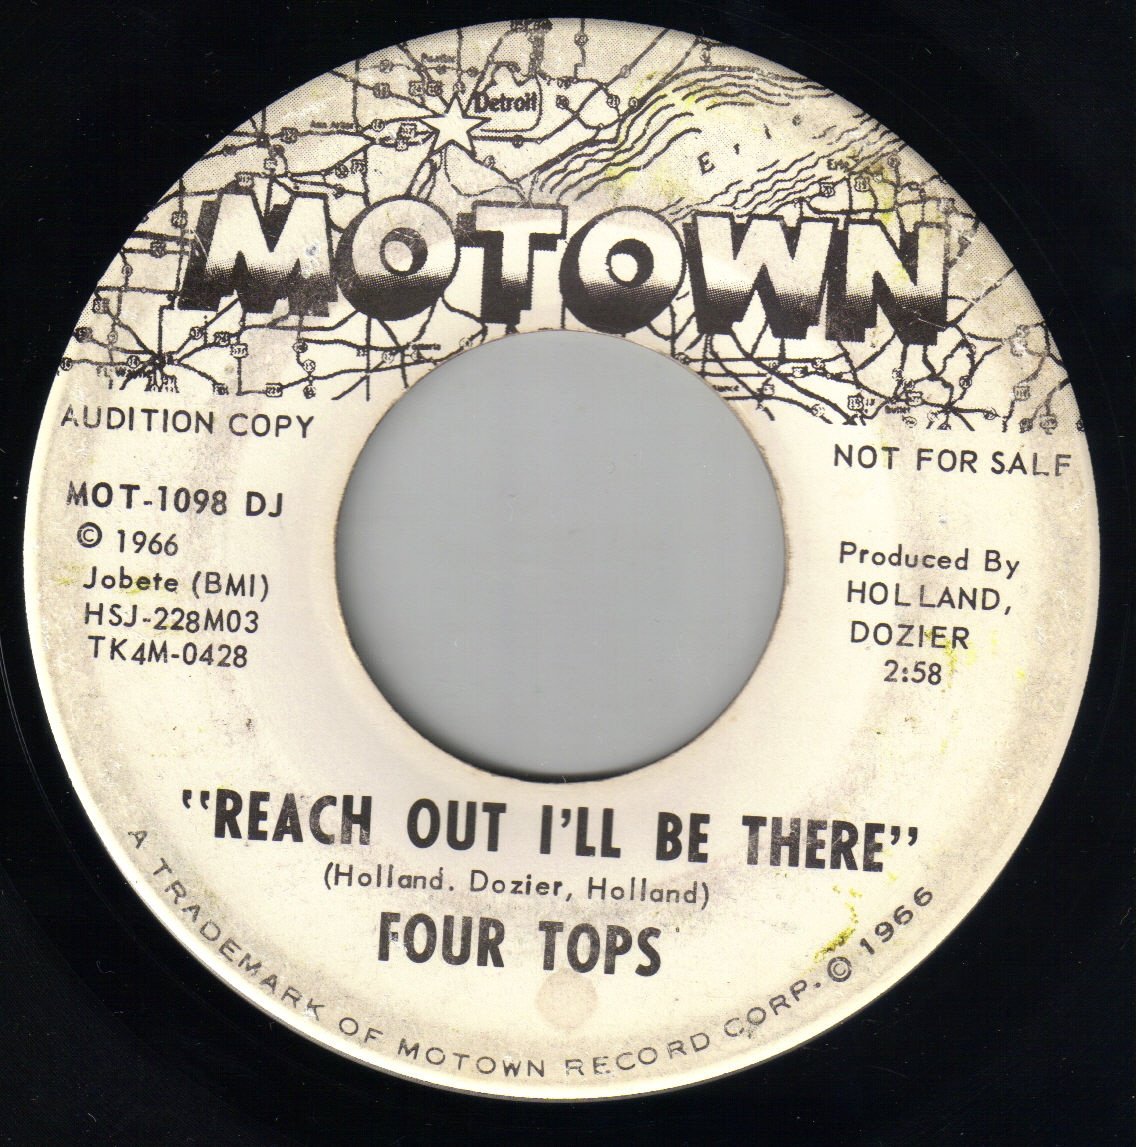 Detroit
MOTOWN
AUDITION COPY
NOT FOR SALE
MOT-1098 DJ
© 1966
Jobete (BMI)
HSJ-228M03
TK4M-0428
Produced By
HOLLAND,
DOZIER
2:58
"REACH OUT I'LL BE THERE"
(Holland. Dozier, Holland)
FOUR TOPS
A TRADEMARK OF MOTOWN RECORD CORP. © 1966